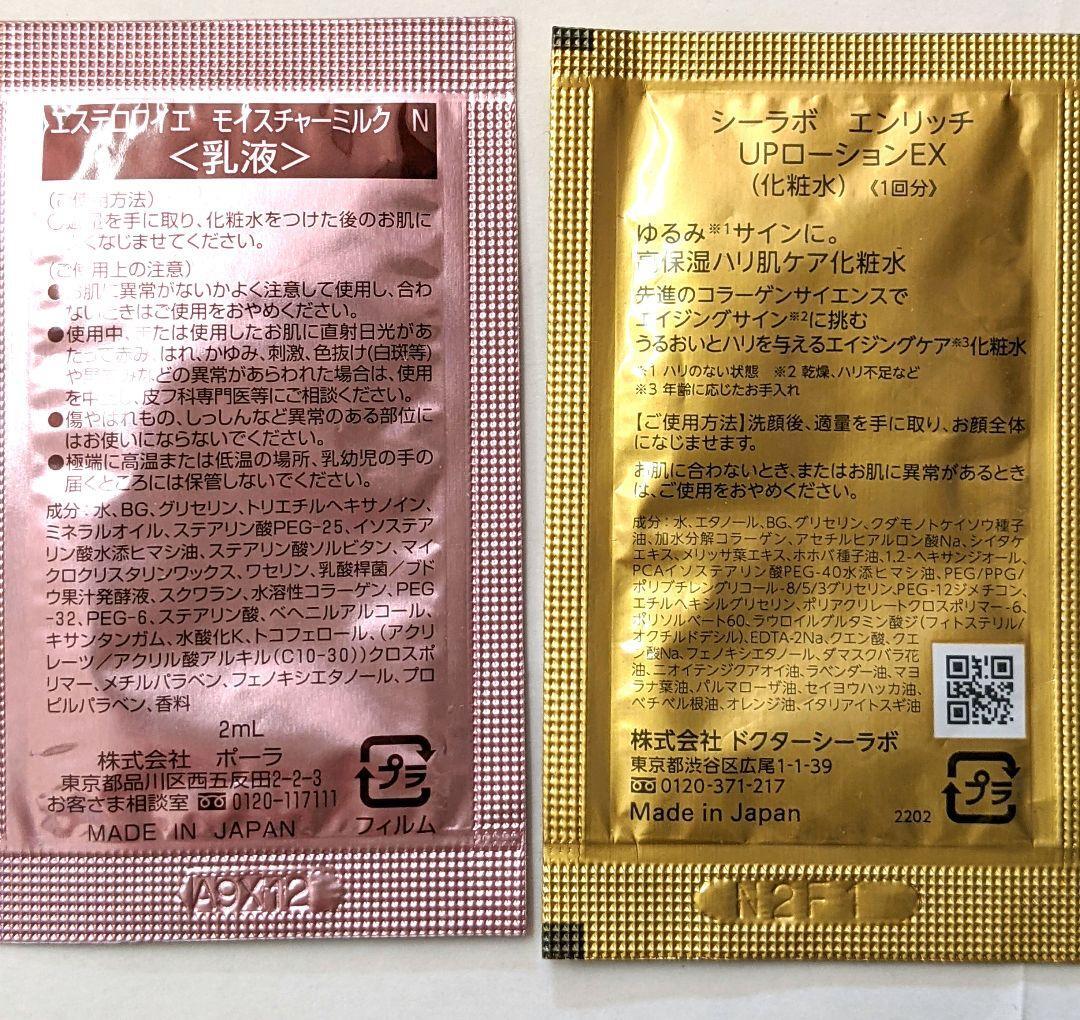 エステロワイエ モイスチャーミルク N
＜乳液＞
(ご使用方法)
を手に取り、化粧水をつけた後のお肌に
くなじませてください。
(ご使用上の注意)
●お肌に異常がないかよく注意して使用し、合わ
ないときはご使用をおやめください。
●使用中、または使用したお肌に直射日光があ
たって赤み、はれ、かゆみ、刺激、色抜け(白斑等)
や黒ずみなどの異常があらわれた場合は、使用
を中止し、皮フ科専門医等にご相談ください。
●傷やはれもの、しっしんなど異常のある部位に
はお使いにならないでください。
●極端に高温または低温の場所、乳幼児の手の
届くところには保管しないでください。
成分：水、BG、グリセリン、トリエチルヘキサノイン、
ミネラルオイル、ステアリン酸PEG-25、イソステア
リン酸水添ヒマシ油、ステアリン酸ソルビタン、マイ
クロクリスタリンワックス、ワセリン、乳酸桿菌／ブド
ウ果汁発酵液、スクワラン、水溶性コラーゲン、PEG
-32、PEG-6、ステアリン酸、ベヘニルアルコール、
キサンタンガム、水酸化K、トコフェロール、(アクリ
レーツ／アクリル酸アルキル(C10-30))クロスポ
リマー、メチルパラベン、フェノキシエタノール、プロ
ピルパラベン、香料
2mL
株式会社 ポーラ
東京都品川区西五反田2-2-3
お客さま相談室 0120-117111
MADE IN JAPAN
プラ
フィルム
A9X12
シーラボ エンリッチ
UPローションEX
(化粧水)《1回分》
ゆるみ※1サインに。
高保湿ハリ肌ケア化粧水
先進のコラーゲンサイエンスで
エイジングサイン※2に挑む
うるおいとハリを与えるエイジングケア※3化粧水
※1 ハリのない状態 ※2 乾燥、ハリ不足など
※3 年齢に応じたお手入れ
【ご使用方法】洗顔後、適量を手に取り、お顔全体
になじませます。
お肌に合わないとき、またはお肌に異常があるとき
は、ご使用をおやめください。
成分：水、エタノール、BG、グリセリン、クダモノトケイソウ種子
油、加水分解コラーゲン、アセチルヒアルロン酸Na、シイタケ
エキス、メリッサ葉エキス、ホホバ種子油、1,2-ヘキサンジオール、
PCAイソステアリン酸PEG-40水添ヒマシ油、PEG/PPG/
ポリブチレングリコール-8/5/3グリセリン、PEG-12ジメチコン、
エチルヘキシルグリセリン、ポリアクリレートクロスポリマー-6、
ポリソルベート60、ラウロイルグルタミン酸ジ(フィトステリル/
オクチルドデシル)、EDTA-2Na、クエン酸、クエ
ン酸Na、フェノキシエタノール、ダマスクバラ花
油、ニオイテンジクアオイ油、ラベンダー油、マヨ
ラナ葉油、パルマローザ油、セイヨウハッカ油、
ベチベル根油、オレンジ油、イタリアイトスギ油
株式会社 ドクターシーラボ
東京都渋谷区広尾1-1-39
0120-371-217
Made in Japan
2202
プラ
N2F1